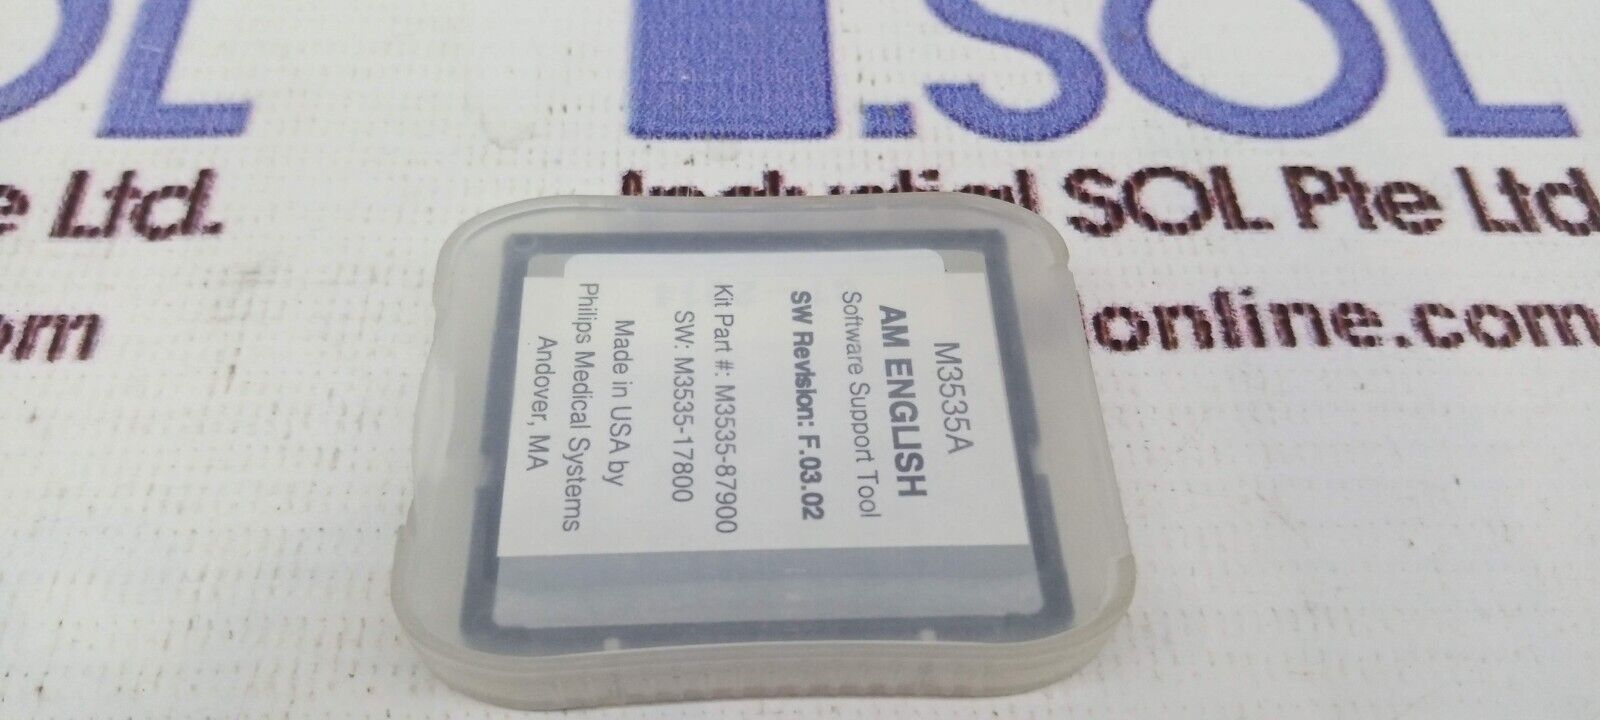 .SOL
e Ltd.
SOL Pte Ltd
om
online.com
M3535A
AM ENGLISH
Software Support Tool
SW Revision: F.03.02
Kit Part #: M3535-87900
SW: M3535-17800
Made in USA by
Philips Medical Systems
Andover, MA